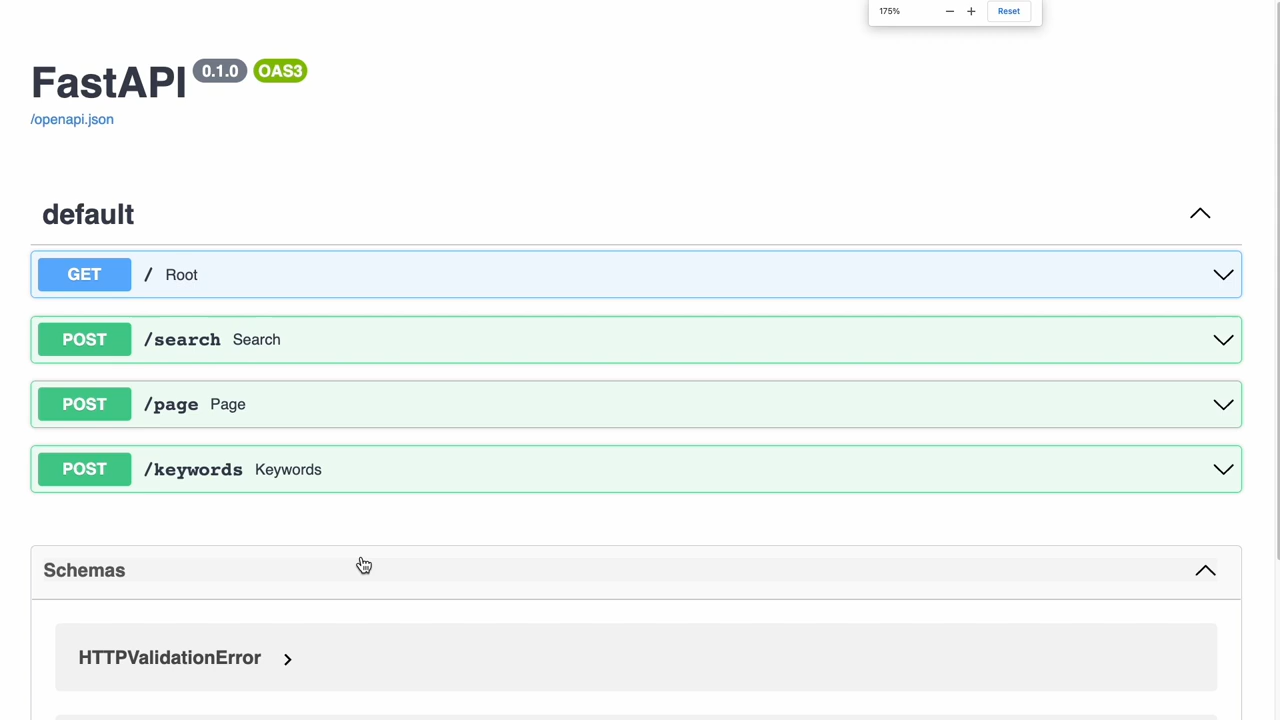 175% − + Reset
FastAPI 0.1.0 OAS3
/openapi.json
default
GET / Root
POST /search Search
POST /page Page
POST /keywords Keywords
Schemas
HTTPValidationError